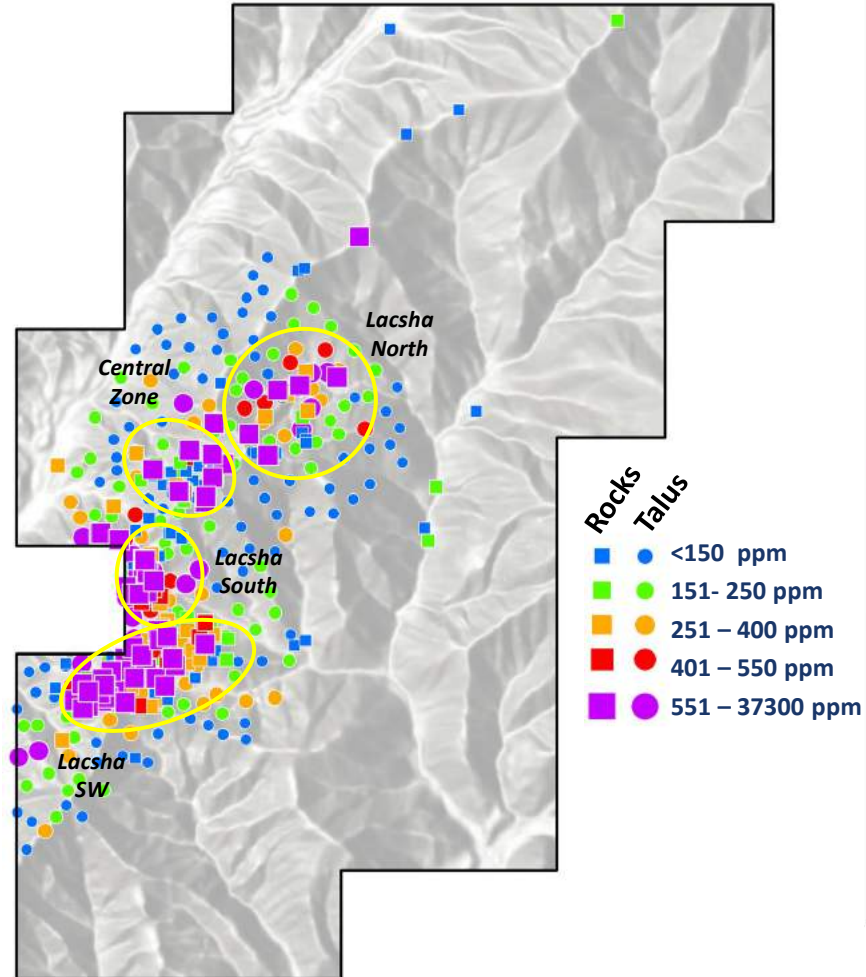 Lacsha
North
Central
Zone
Lacsha
South
Lacsha
SW
Rocks
Talus
<150 ppm
151- 250 ppm
251 – 400 ppm
401 – 550 ppm
551 – 37300 ppm